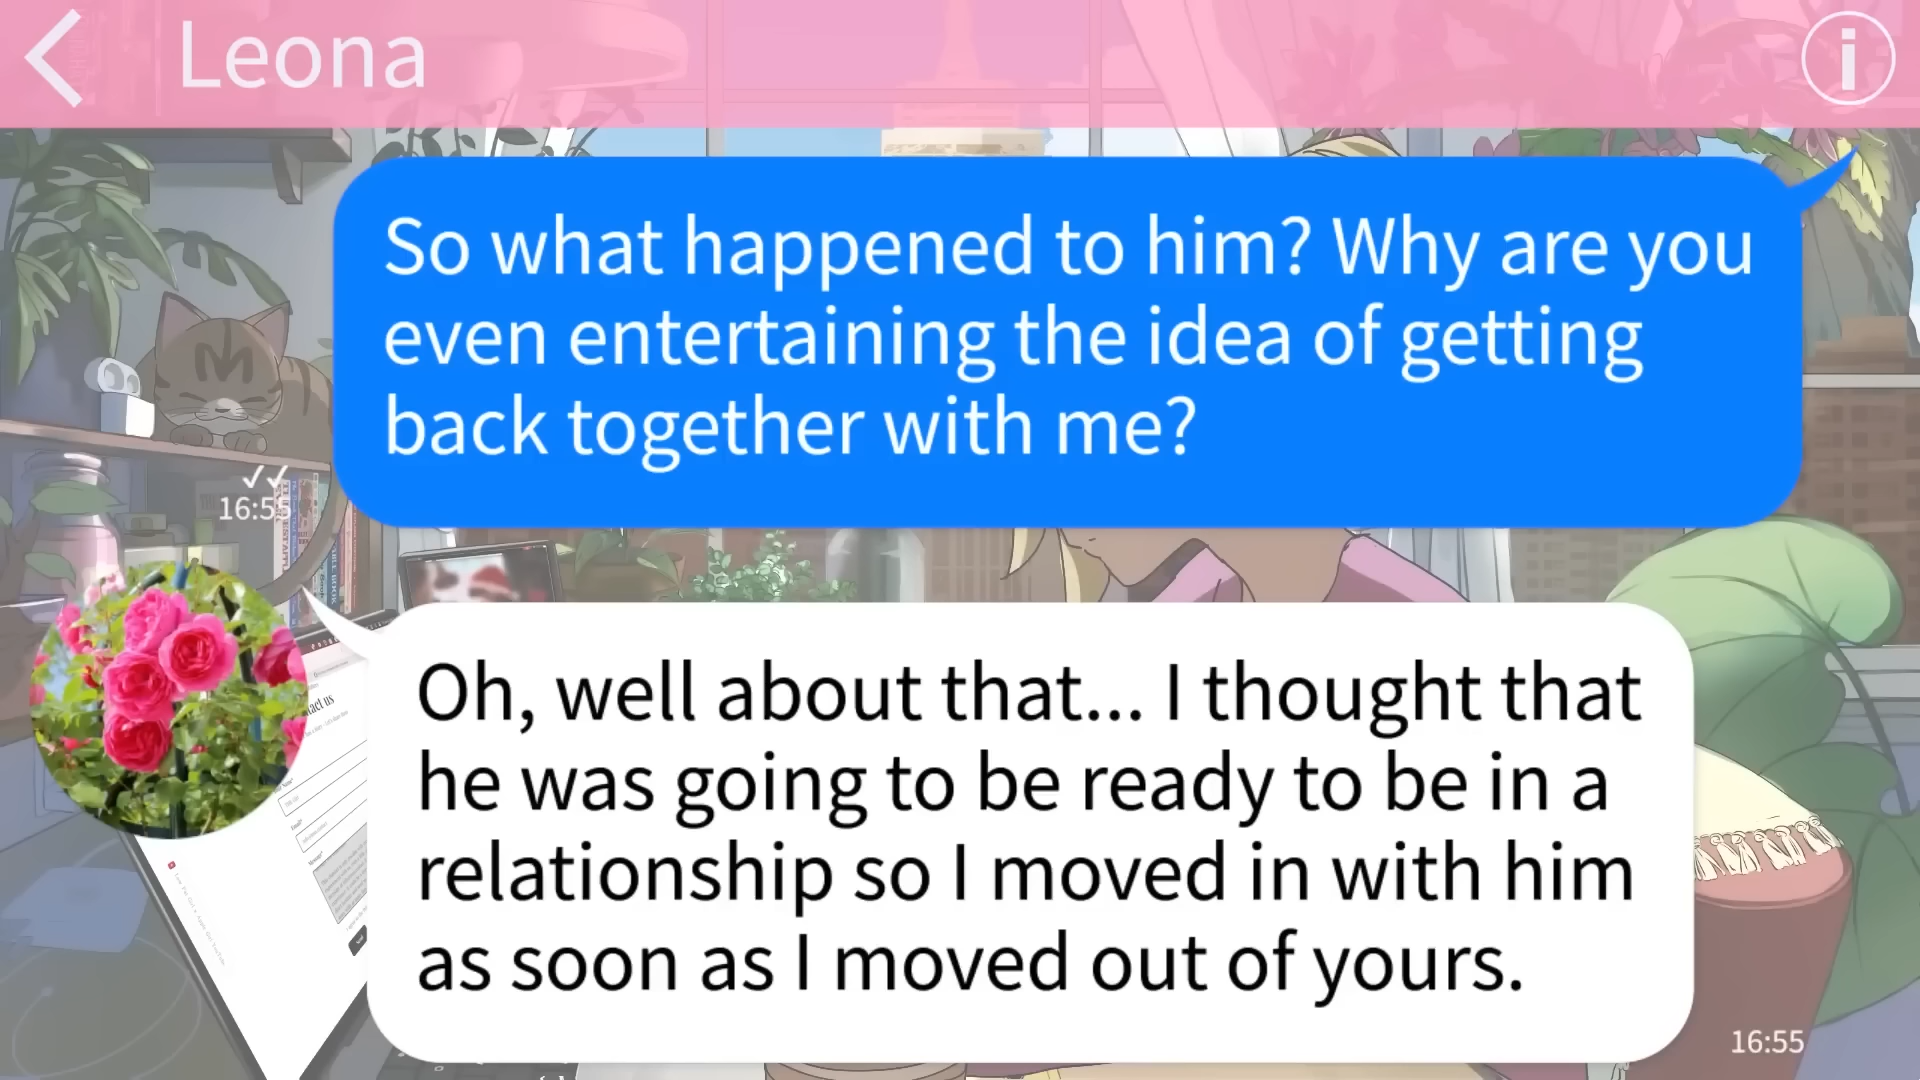 Leona
i
So what happened to him? Why are you
even entertaining the idea of getting
back together with me?
16:55
Oh, well about that... I thought that
he was going to be ready to be in a
relationship so I moved in with him
as soon as I moved out of yours.
16:55